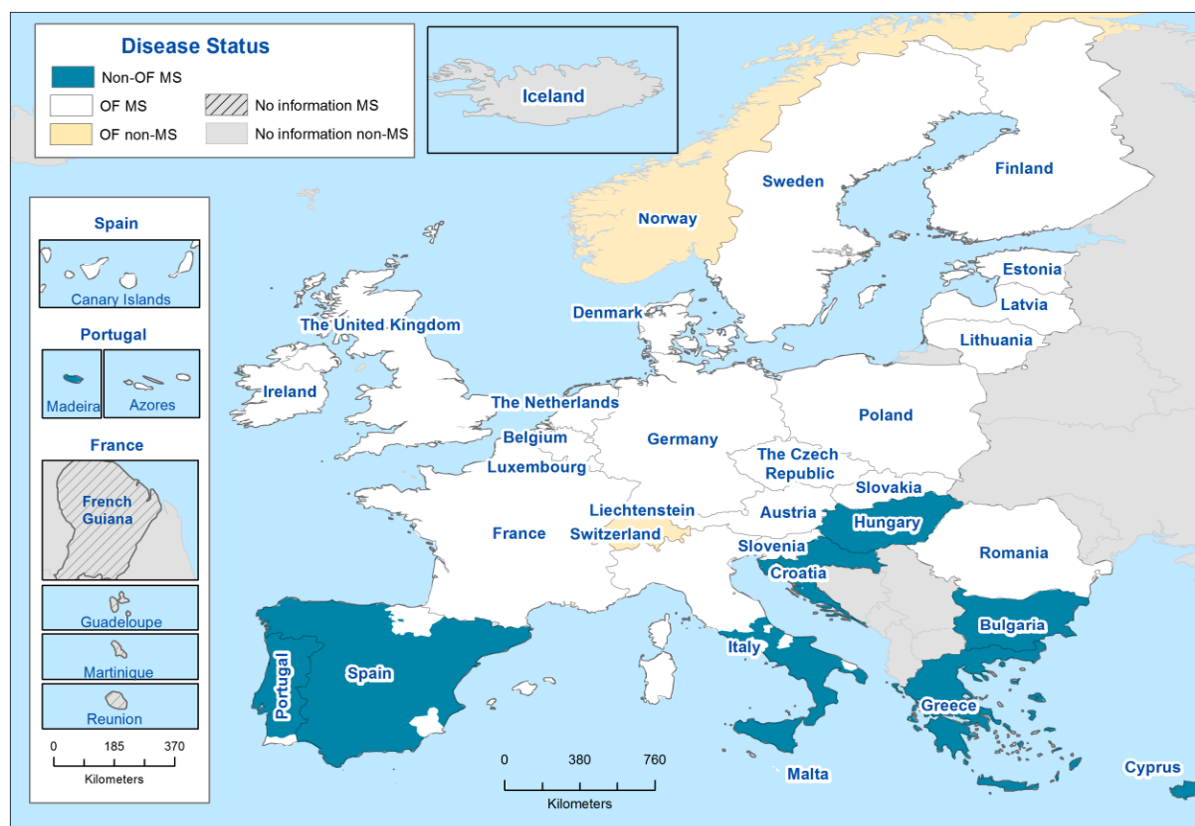 Disease Status
Non-OF MS
OF MS
OF non-MS
No information MS
No information non-MS
Iceland
Spain
Canary Islands
Portugal
Madeira
Azores
France
French
Guiana
Guadeloupe
Martinique
Reunion
0 185 370
Kilometers
Norway
Sweden
Finland
Estonia
Latvia
Lithuania
Denmark
The United Kingdom
Ireland
The Netherlands
Belgium
Luxembourg
Germany
Poland
The Czech
Republic
Slovakia
Liechtenstein
Austria
Hungary
France
Switzerland
Slovenia
Croatia
Romania
Bulgaria
Italy
Portugal
Spain
Greece
Malta
Cyprus
0 380 760
Kilometers